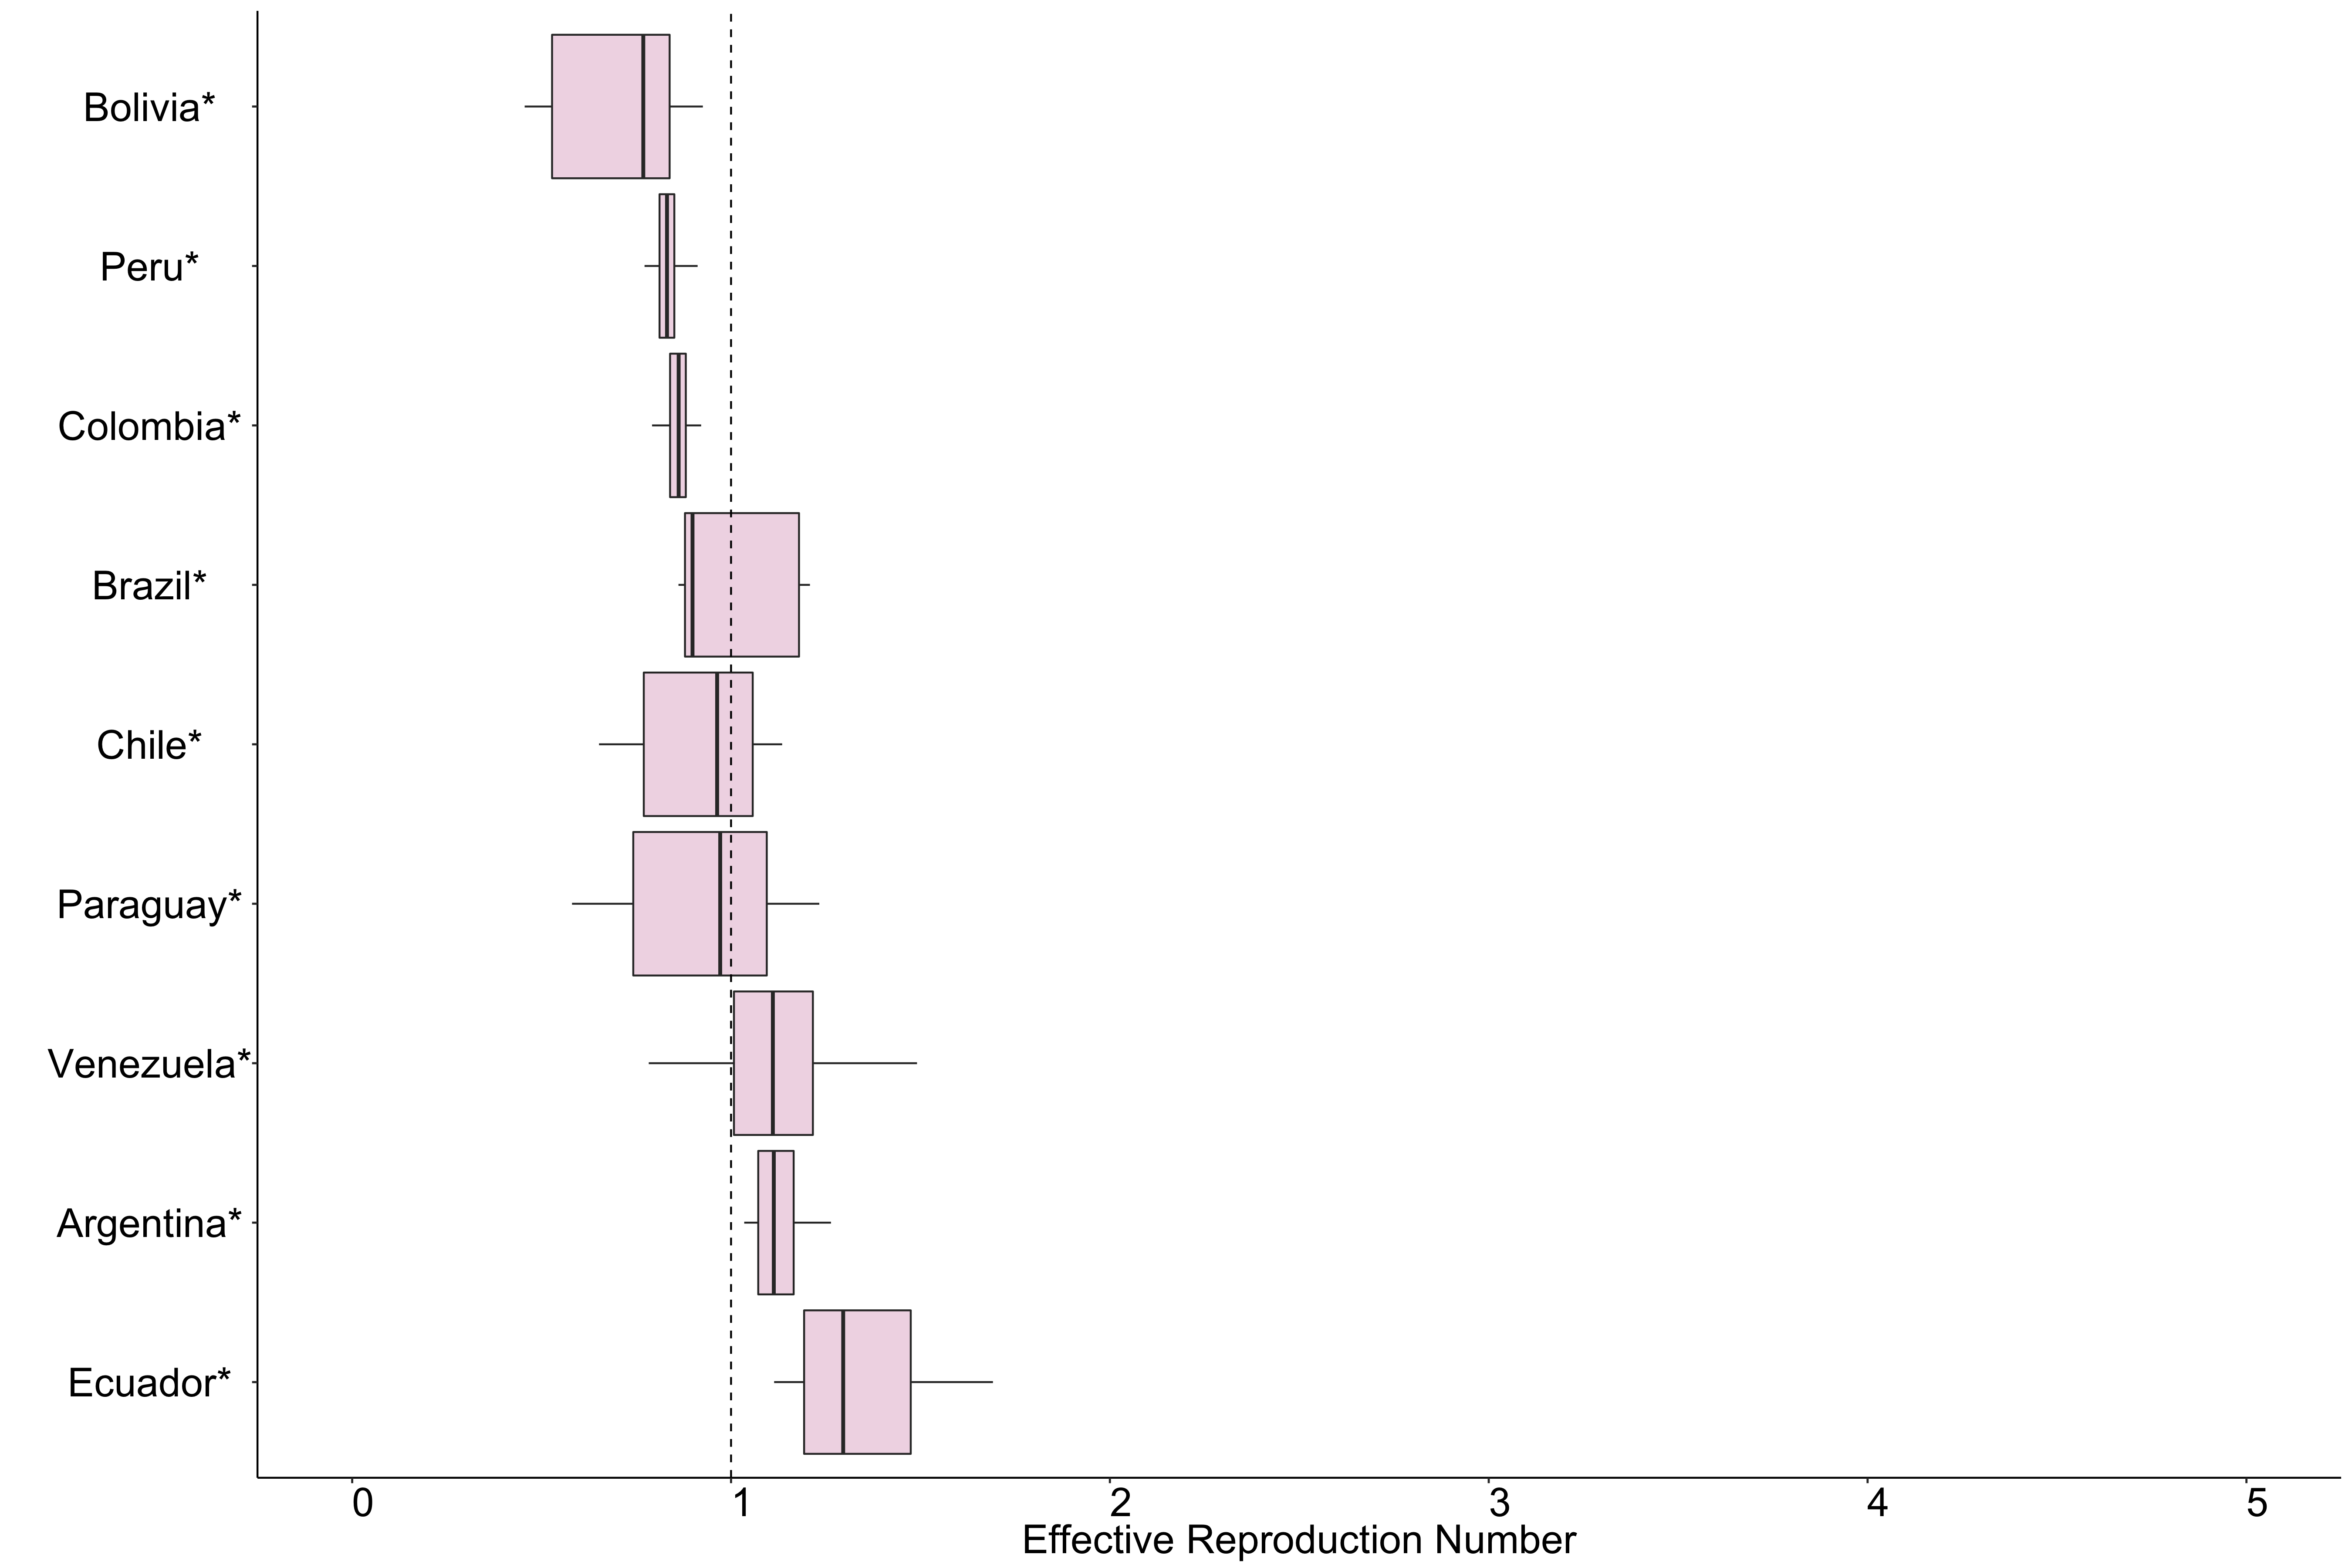 Bolivia*
Peru*
Colombia*
Brazil*
Chile*
Paraguay*
Venezuela*
Argentina*
Ecuador*
0 1 2 3 4 5
Effective Reproduction Number